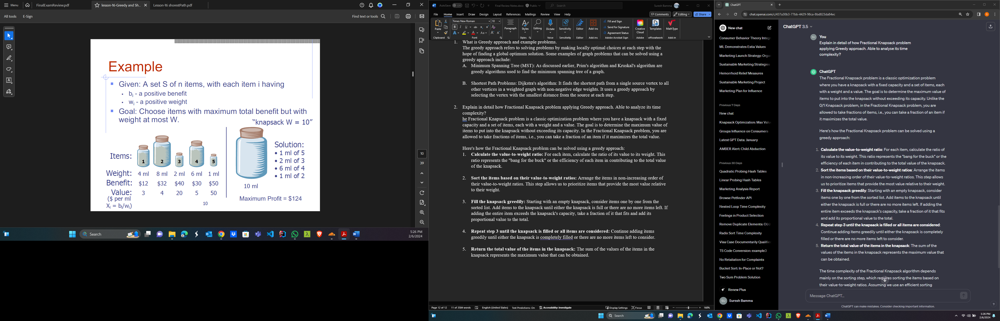 Menu
FinalExamReview.pdf
lesson-16-Greedy and Sh...
Lesson-16 shorestPath.pdf
All tools
E-Sign
Find text or tools
Example
Given: A set S of n items, with each item i having
bi - a positive benefit
wi - a positive weight
Goal: Choose items with maximum total benefit but with
weight at most W.
“knapsack W = 10”
Items:
1 2 3 4 5
Weight: 4 ml 8 ml 2 ml 6 ml 1 ml
Benefit: $12 $32 $40 $30 $50
Value: 3 4 20 5 50
($ per ml
Xi = bi/wi)
10 ml
Solution:
• 1 ml of 5
• 2 ml of 3
• 6 ml of 4
• 1 ml of 2
Maximum Profit = $124
10
10
39
Search
5:26 PM
2/6/2024
AutoSave Off
Final Review Notes.docx
Public
Search
Suresh Bamma
File Home Insert Draw Design Layout References Mailings Review View Help
Comments
Editing
Share
Paste
Times New Roman
10
Paragraph
Styles
Editing
Dictate
Sensitivity
Editor
Add-ins
Fill and Sign
Send for Signature
Agreement Status
Creative
Cloud
Templates
MathType
Clipboard Font Styles Voice Sensitivity Editor Add-ins Adobe Acrobat Sign Adobe officeatwork Add-in
1. What is Greedy approach and example problems.
The greedy approach refers to solving problems by making locally optimal choices at each step with the
hope of finding a global optimum solution. Some examples of graph problems that can be solved using a
greedy approach include:
A. Minimum Spanning Tree (MST): As discussed earlier, Prim's algorithm and Kruskal's algorithm are
greedy algorithms used to find the minimum spanning tree of a graph.
B. Shortest Path Problems: Dijkstra's algorithm: It finds the shortest path from a single source vertex to all
other vertices in a weighted graph with non-negative edge weights. It uses a greedy approach by
selecting the vertex with the smallest distance from the source at each step.
2. Explain in detail how Fractional Knapsack problem applying Greedy approach. Able to analyze its time
complexity?
he Fractional Knapsack problem is a classic optimization problem where you have a knapsack with a fixed
capacity and a set of items, each with a weight and a value. The goal is to determine the maximum value of
items to put into the knapsack without exceeding its capacity. In the Fractional Knapsack problem, you are
allowed to take fractions of items, i.e., you can take a fraction of an item if it maximizes the total value.
Here's how the Fractional Knapsack problem can be solved using a greedy approach:
1. Calculate the value-to-weight ratio: For each item, calculate the ratio of its value to its weight. This
ratio represents the "bang for the buck" or the efficiency of each item in contributing to the total value
of the knapsack.
2. Sort the items based on their value-to-weight ratios: Arrange the items in non-increasing order of
their value-to-weight ratios. This step allows us to prioritize items that provide the most value relative
to their weight.
3. Fill the knapsack greedily: Starting with an empty knapsack, consider items one by one from the
sorted list. Add items to the knapsack until either the knapsack is full or there are no more items left. If
adding the entire item exceeds the knapsack's capacity, take a fraction of it that fits and add its
proportional value to the total.
4. Repeat step 3 until the knapsack is filled or all items are considered: Continue adding items
greedily until either the knapsack is completely filled or there are no more items left to consider.
5. Return the total value of the items in the knapsack: The sum of the values of the items in the
knapsack represents the maximum value that can be obtained.
Page 12 of 12
11 of 3584 words
English (United States)
Text Predictions: On
Accessibility: Investigate
Display Settings
Focus
160%
Search
ChatGPT
chat.openai.com/c/437a30b3-77bb-4429-98ca-8bd823da84ec
New chat
Consumer Behavior Theory Integr
ML Demonstrates Estia Values
Marketing Launch Strategy: Orga
Sustainable Marketing Strategies
Hemorrhoid Relief Measures
Sustainable Marketing Project
Marketing Plan for Influence
Previous 7 Days
New chat
Knapsack Optimization: Max Valu
Groups Influence on Consumers
Latest GPT Data: January
AMBER Alert: Child Abduction
Previous 30 Days
Quadratic Probing Hash Tables
Linear Probing Hash Tables
Marketing Analysis Report
Browse Petfinder API
Nested Loop Time Complexity
Feelings in Product Selection
Remove Duplicate Elements: O(n)
Radix Sort Time Complexity
Visa Case Documentarily Qualifie
TS Code Conversion: example3
No Retaliation for Complaints
Bucket Sort: In-Place or Not?
Two Sum Problem Solution
Renew Plus
SU
Suresh Bamma
ChatGPT 3.5
SU
You
Explain in detail of how Fractional Knapsack problem
applying Greedy approach. Able to analyse its time
complexity?
ChatGPT
The Fractional Knapsack problem is a classic optimization problem
where you have a knapsack with a fixed capacity and a set of items, each
with a weight and a value. The goal is to determine the maximum value of
items to put into the knapsack without exceeding its capacity. Unlike the
0/1 Knapsack problem, in the Fractional Knapsack problem, you are
allowed to take fractions of items, i.e., you can take a fraction of an item if
it maximizes the total value.
Here's how the Fractional Knapsack problem can be solved using a
greedy approach:
1. Calculate the value-to-weight ratio: For each item, calculate the ratio of
its value to its weight. This ratio represents the "bang for the buck" or the
efficiency of each item in contributing to the total value of the knapsack.
2. Sort the items based on their value-to-weight ratios: Arrange the items
in non-increasing order of their value-to-weight ratios. This step allows
us to prioritize items that provide the most value relative to their weight.
3. Fill the knapsack greedily: Starting with an empty knapsack, consider
items one by one from the sorted list. Add items to the knapsack until
either the knapsack is full or there are no more items left. If adding the
entire item exceeds the knapsack's capacity, take a fraction of it that fits
and add its proportional value to the total.
4. Repeat step 3 until the knapsack is filled or all items are considered:
Continue adding items greedily until either the knapsack is completely
filled or there are no more items left to consider.
5. Return the total value of the items in the knapsack: The sum of the
values of the items in the knapsack represents the maximum value that
can be obtained.
The time complexity of the Fractional Knapsack algorithm depends
mainly on the sorting step, which requires sorting the items based on
their value-to-weight ratios. Assuming we use an efficient sorting
Message ChatGPT...
ChatGPT can make mistakes. Consider checking important information.
5:26 PM
2/6/2024